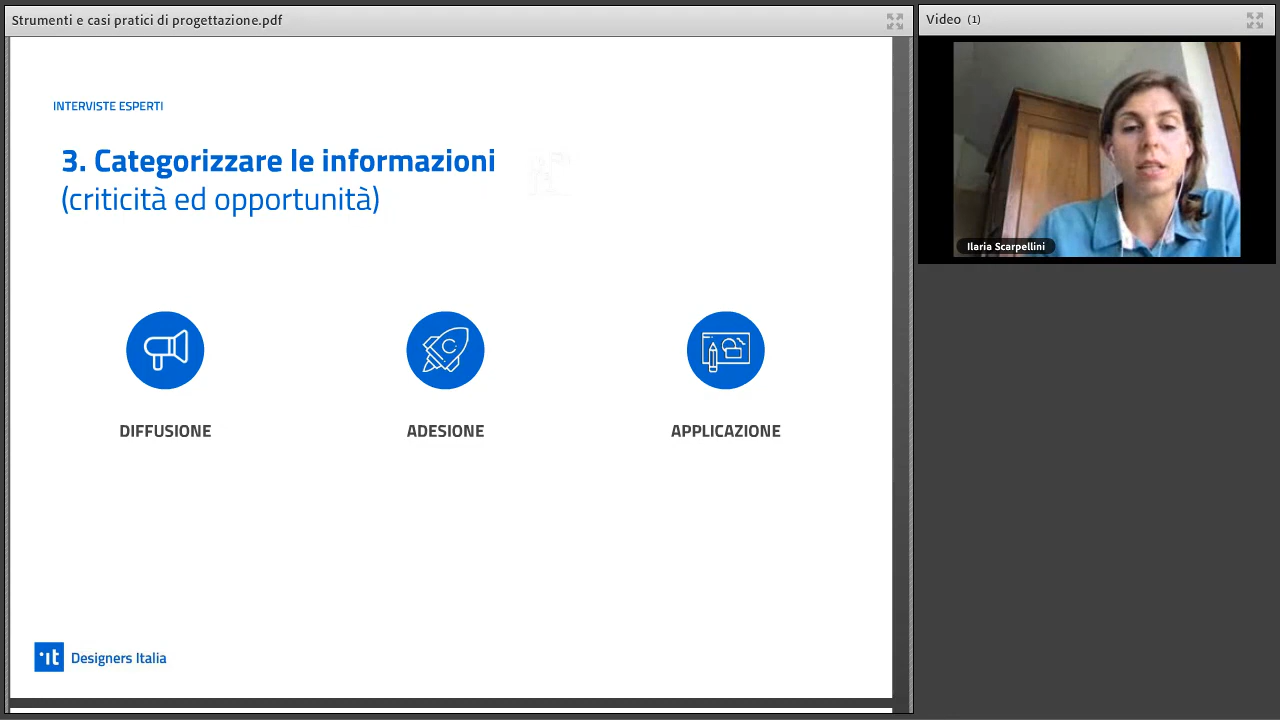 Strumenti e casi pratici di progettazione.pdf
Video (1)
INTERVISTE ESPERTI
3. Categorizzare le informazioni
(criticità ed opportunità)
Ilaria Scarpellini
DIFFUSIONE
ADESIONE
APPLICAZIONE
.it Designers Italia